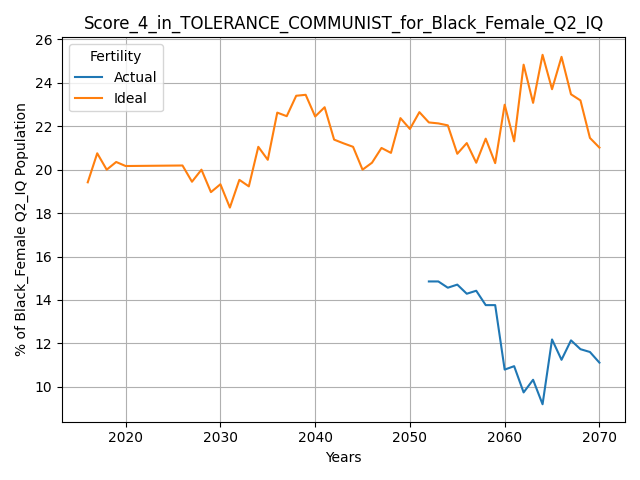 Score_4_in_TOLERANCE_COMMUNIST_for_Black_Female_Q2_IQ
Fertility
Actual
Ideal
% of Black_Female Q2_IQ Population
26
24
22
20
18
16
14
12
10
2020 2030 2040 2050 2060 2070
Years